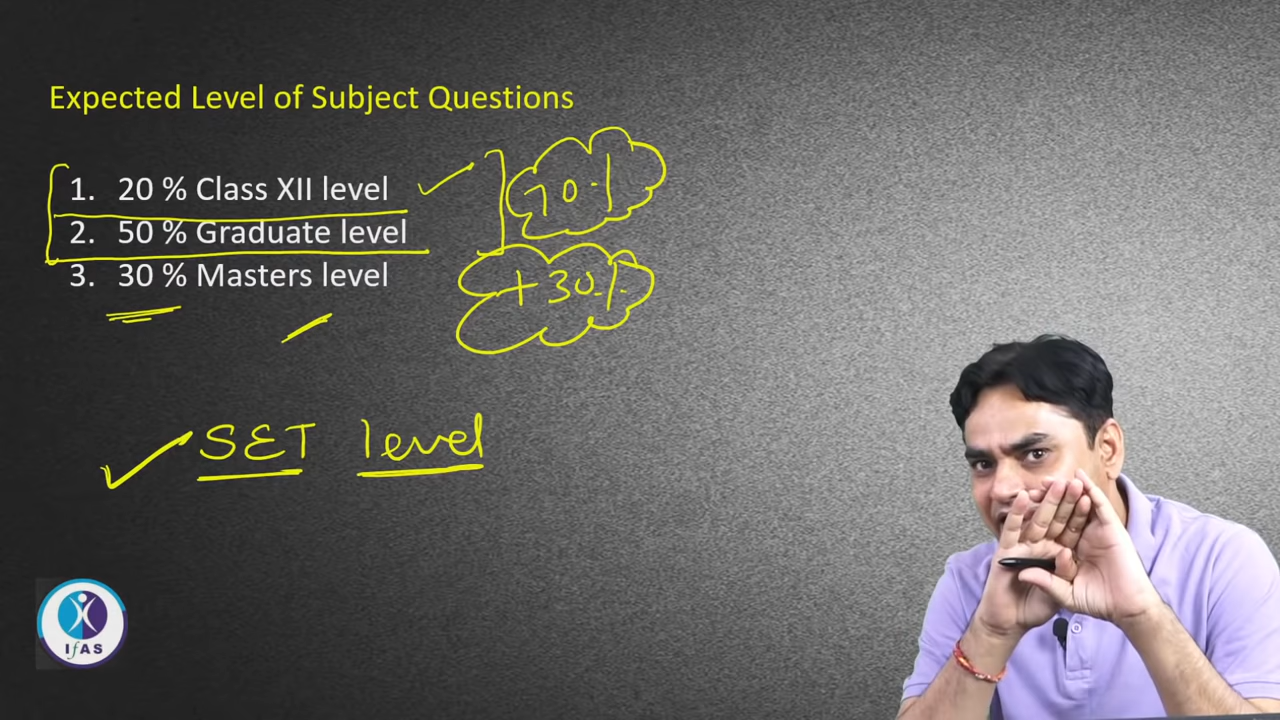 Expected Level of Subject Questions
1. 20 % Class XII level
2. 50 % Graduate level
3. 30 % Masters level
70%
+30%
SET level
IfAS